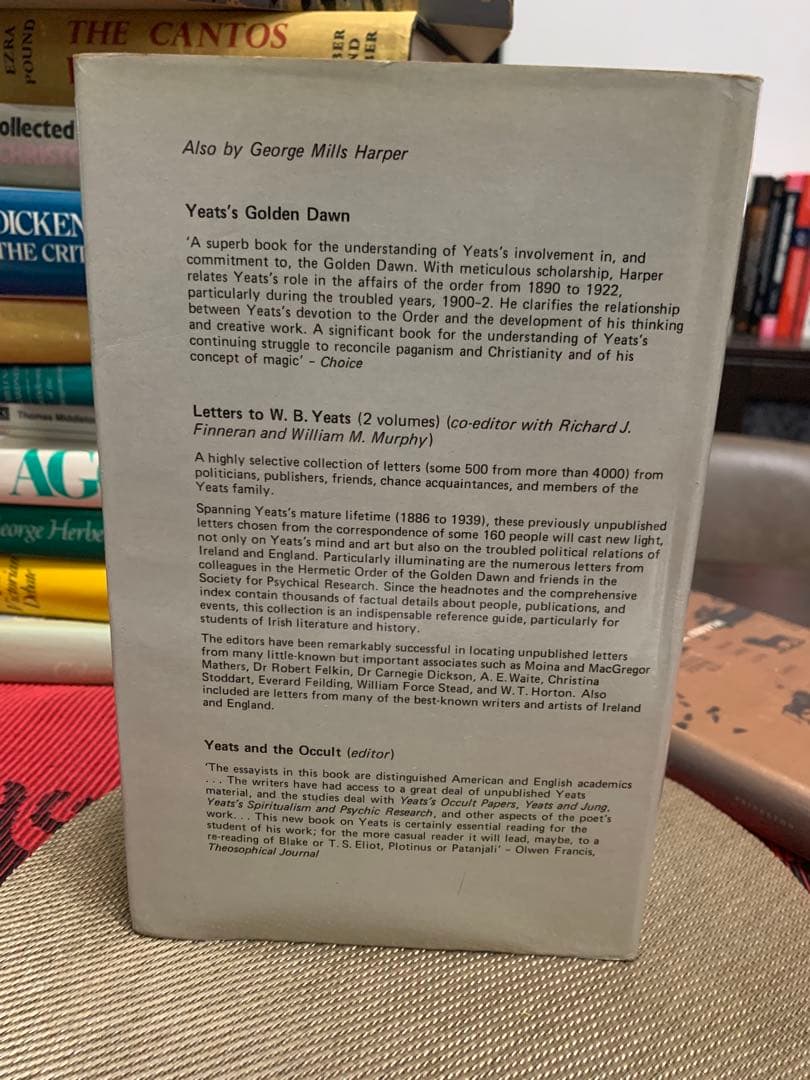 EZRA
POUND
THE CANTOS
ollected
DICKEN
THE CRIT
Thomas Middleton
AG
eorge Herbe
Also by George Mills Harper
Yeats's Golden Dawn
'A superb book for the understanding of Yeats's involvement in, and
commitment to, the Golden Dawn. With meticulous scholarship, Harper
relates Yeats's role in the affairs of the order from 1890 to 1922,
particularly during the troubled years, 1900–2. He clarifies the relationship
between Yeats's devotion to the Order and the development of his thinking
and creative work. A significant book for the understanding of Yeats's
continuing struggle to reconcile paganism and Christianity and of his
concept of magic' – Choice
Letters to W. B. Yeats (2 volumes) (co-editor with Richard J.
Finneran and William M. Murphy)
A highly selective collection of letters (some 500 from more than 4000) from
politicians, publishers, friends, chance acquaintances, and members of the
Yeats family.
Spanning Yeats's mature lifetime (1886 to 1939), these previously unpublished
letters chosen from the correspondence of some 160 people will cast new light,
not only on Yeats's mind and art but also on the troubled political relations of
Ireland and England. Particularly illuminating are the numerous letters from
colleagues in the Hermetic Order of the Golden Dawn and friends in the
Society for Psychical Research. Since the headnotes and the comprehensive
index contain thousands of factual details about people, publications, and
events, this collection is an indispensable reference guide, particularly for
students of Irish literature and history.
The editors have been remarkably successful in locating unpublished letters
from many little-known but important associates such as Moina and MacGregor
Mathers, Dr Robert Felkin, Dr Carnegie Dickson, A. E. Waite, Christina
Stoddart, Everard Feilding, William Force Stead, and W. T. Horton. Also
included are letters from many of the best-known writers and artists of Ireland
and England.
Yeats and the Occult (editor)
'The essayists in this book are distinguished American and English academics
. . . The writers have had access to a great deal of unpublished Yeats
material, and the studies deal with Yeats's Occult Papers, Yeats and Jung,
Yeats's Spiritualism and Psychic Research, and other aspects of the poet's
work. . . This new book on Yeats is certainly essential reading for the
student of his work; for the more casual reader it will lead, maybe, to a
re-reading of Blake or T. S. Eliot, Plotinus or Patanjali' – Olwen Francis,
Theosophical Journal